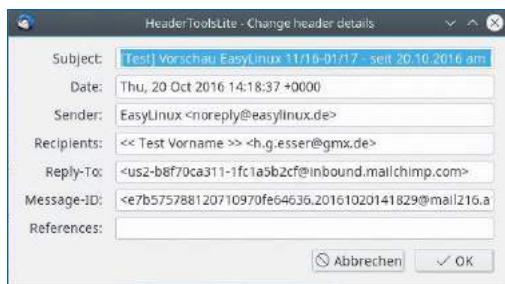 HeaderToolsLite - Change header details
Subject: [Test] Vorschau EasyLinux 11/16-01/17 - seit 20.10.2016 am
Date: Thu, 20 Oct 2016 14:18:37 +0000
Sender: EasyLinux <noreply@easylinux.de>
Recipients: << Test Vorname >> <h.g.esser@gmx.de>
Reply-To: <us2-b8f70ca311-1fc1a5b2cf@inbound.mailchimp.com>
Message-ID: <e7b575788120710970fe64636.20161020141829@mail216.a
References:
Abbrechen OK